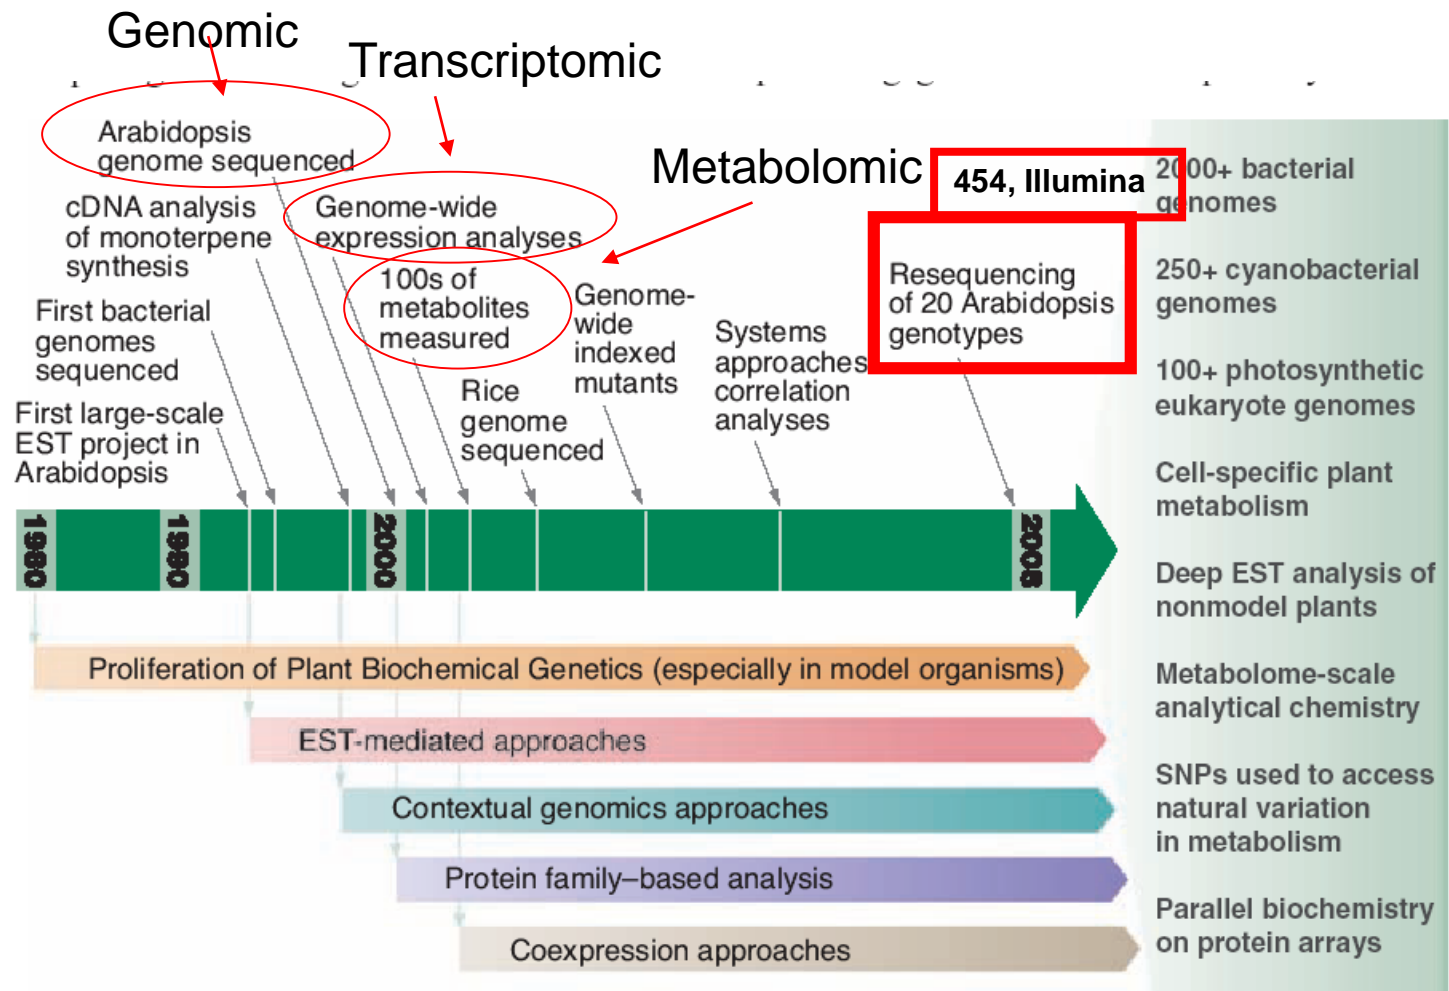 Genomic
Transcriptomic
Metabolomic
454, Illumina
Arabidopsis
genome sequenced
cDNA analysis
of monoterpene
synthesis
First bacterial
genomes
sequenced
First large-scale
EST project in
Arabidopsis
Genome-wide
expression analyses
100s of
metabolites
measured
Rice
genome
sequenced
Genome-
wide
indexed
mutants
Systems
approaches
correlation
analyses
Resequencing
of 20 Arabidopsis
genotypes
1980
1990
2000
2008
Proliferation of Plant Biochemical Genetics (especially in model organisms)
EST-mediated approaches
Contextual genomics approaches
Protein family–based analysis
Coexpression approaches
2000+ bacterial
genomes
250+ cyanobacterial
genomes
100+ photosynthetic
eukaryote genomes
Cell-specific plant
metabolism
Deep EST analysis of
nonmodel plants
Metabolome-scale
analytical chemistry
SNPs used to access
natural variation
in metabolism
Parallel biochemistry
on protein arrays